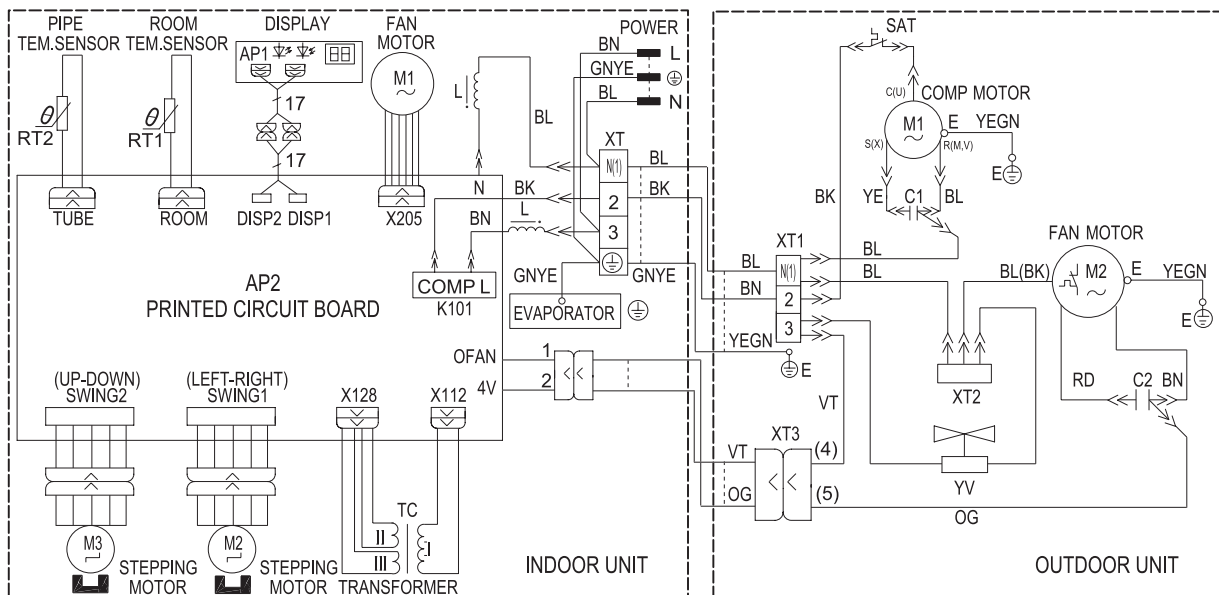 PIPE
TEM.SENSOR
ROOM
TEM.SENSOR
DISPLAY
FAN
MOTOR
POWER
AP1
M1
L
BN
L
GNYE
BL
N
17
θ
RT2
θ
RT1
17
BL
XT
N(1)
BL
TUBE
ROOM
DISP2 DISP1
X205
N
BK
2
BK
BN
L
3
GNYE
GNYE
COMP L
K101
EVAPORATOR
AP2
PRINTED CIRCUIT BOARD
OFAN
1
4V
2
(UP-DOWN)
SWING2
(LEFT-RIGHT)
SWING1
X128
X112
M3
STEPPING
MOTOR
M2
STEPPING
MOTOR
TC
II
III
I
TRANSFORMER
INDOOR UNIT
SAT
C(U)
COMP MOTOR
M1
E
YEGN
S(X)
R(M,V)
E
BK
YE
C1
BL
XT1
BL
BL
N(1)
BL
BN
2
3
YEGN
E
FAN MOTOR
BL(BK)
M2
E
YEGN
E
XT2
RD
C2
BN
VT
VT
XT3
(4)
OG
(5)
YV
OG
OUTDOOR UNIT